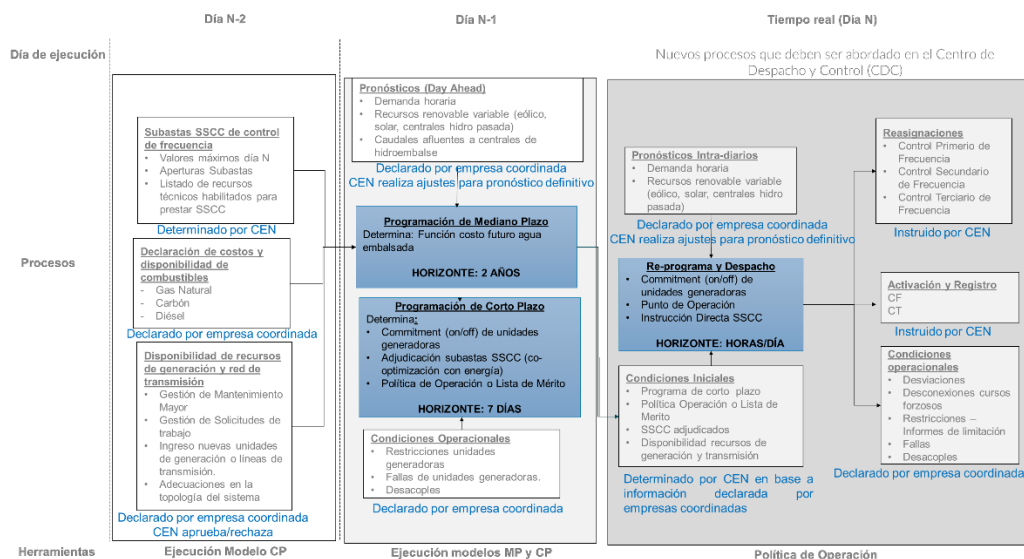 Día N-2
Día N-1
Tiempo real (Día N)
Día de ejecución
Nuevos procesos que deben ser abordado en el Centro de
Despacho y Control (CDC)
Procesos
Subastas SSCC de control
de frecuencia
• Valores máximos día N
• Aperturas Subastas
• Listado de recursos
técnicos habilitados para
prestar SSCC
Determinado por CEN
Declaración de costos y
disponibilidad de
combustibles
- Gas Natural
- Carbón
- Diésel
Declarado por empresa coordinada
Disponibilidad de recursos
de generación y red de
transmisión
• Gestión de Mantenimiento
Mayor
• Gestión de Solicitudes de
trabajo
• Ingreso nuevas unidades
de generación o líneas de
transmisión.
• Adecuaciones en la
topología del sistema
Declarado por empresa coordinada
CEN aprueba/rechaza
Pronósticos (Day Ahead)
• Demanda horaria
• Recursos renovable variable (eólico,
solar, centrales hidro pasada)
• Caudales afluentes a centrales de
hidroembalse
Declarado por empresa coordinada
CEN realiza ajustes para pronóstico definitivo
Programación de Mediano Plazo
Determina: Función costo futuro agua
embalsada
HORIZONTE: 2 AÑOS
Programación de Corto Plazo
Determina:
• Commitment (on/off) de unidades
generadoras
• Adjudicación subastas SSCC (co-
optimización con energía)
• Política de Operación o Lista de Mérito
HORIZONTE: 7 DÍAS
Condiciones Operacionales
• Restricciones unidades
generadoras
• Fallas de unidades generadoras.
• Desacoples
Declarado por empresa coordinada
Pronósticos Intra-diarios
• Demanda horaria
• Recursos renovable variable
(eólico, solar, centrales hidro
pasada)
Declarado por empresa coordinada
CEN realiza ajustes para pronóstico definitivo
Re-programa y Despacho
• Commitment (on/off) de
unidades generadoras
• Punto de Operación
• Instrucción Directa SSCC
HORIZONTE: HORAS/DÍA
Condiciones Iniciales
• Programa de corto plazo
• Política Operación o Lista de
Merito
• SSCC adjudicados
• Disponibilidad recursos de
generación y transmisión
Determinado por CEN en base a
información declarada por
empresas coordinadas
Reasignaciones
• Control Primerio de
Frecuencia
• Control Secundario
de Frecuencia
• Control Terciario de
Frecuencia
Instruido por CEN
Activación y Registro
CF
CT
Instruido por CEN
Condiciones
operacionales
• Desviaciones
• Desconexiones cursos
forzosos
• Restricciones –
Informes de limitación
• Fallas
• Desacoples
Declarado por empresa coordinada
Herramientas
Ejecución Modelo CP
Ejecución modelos MP y CP
Política de Operación